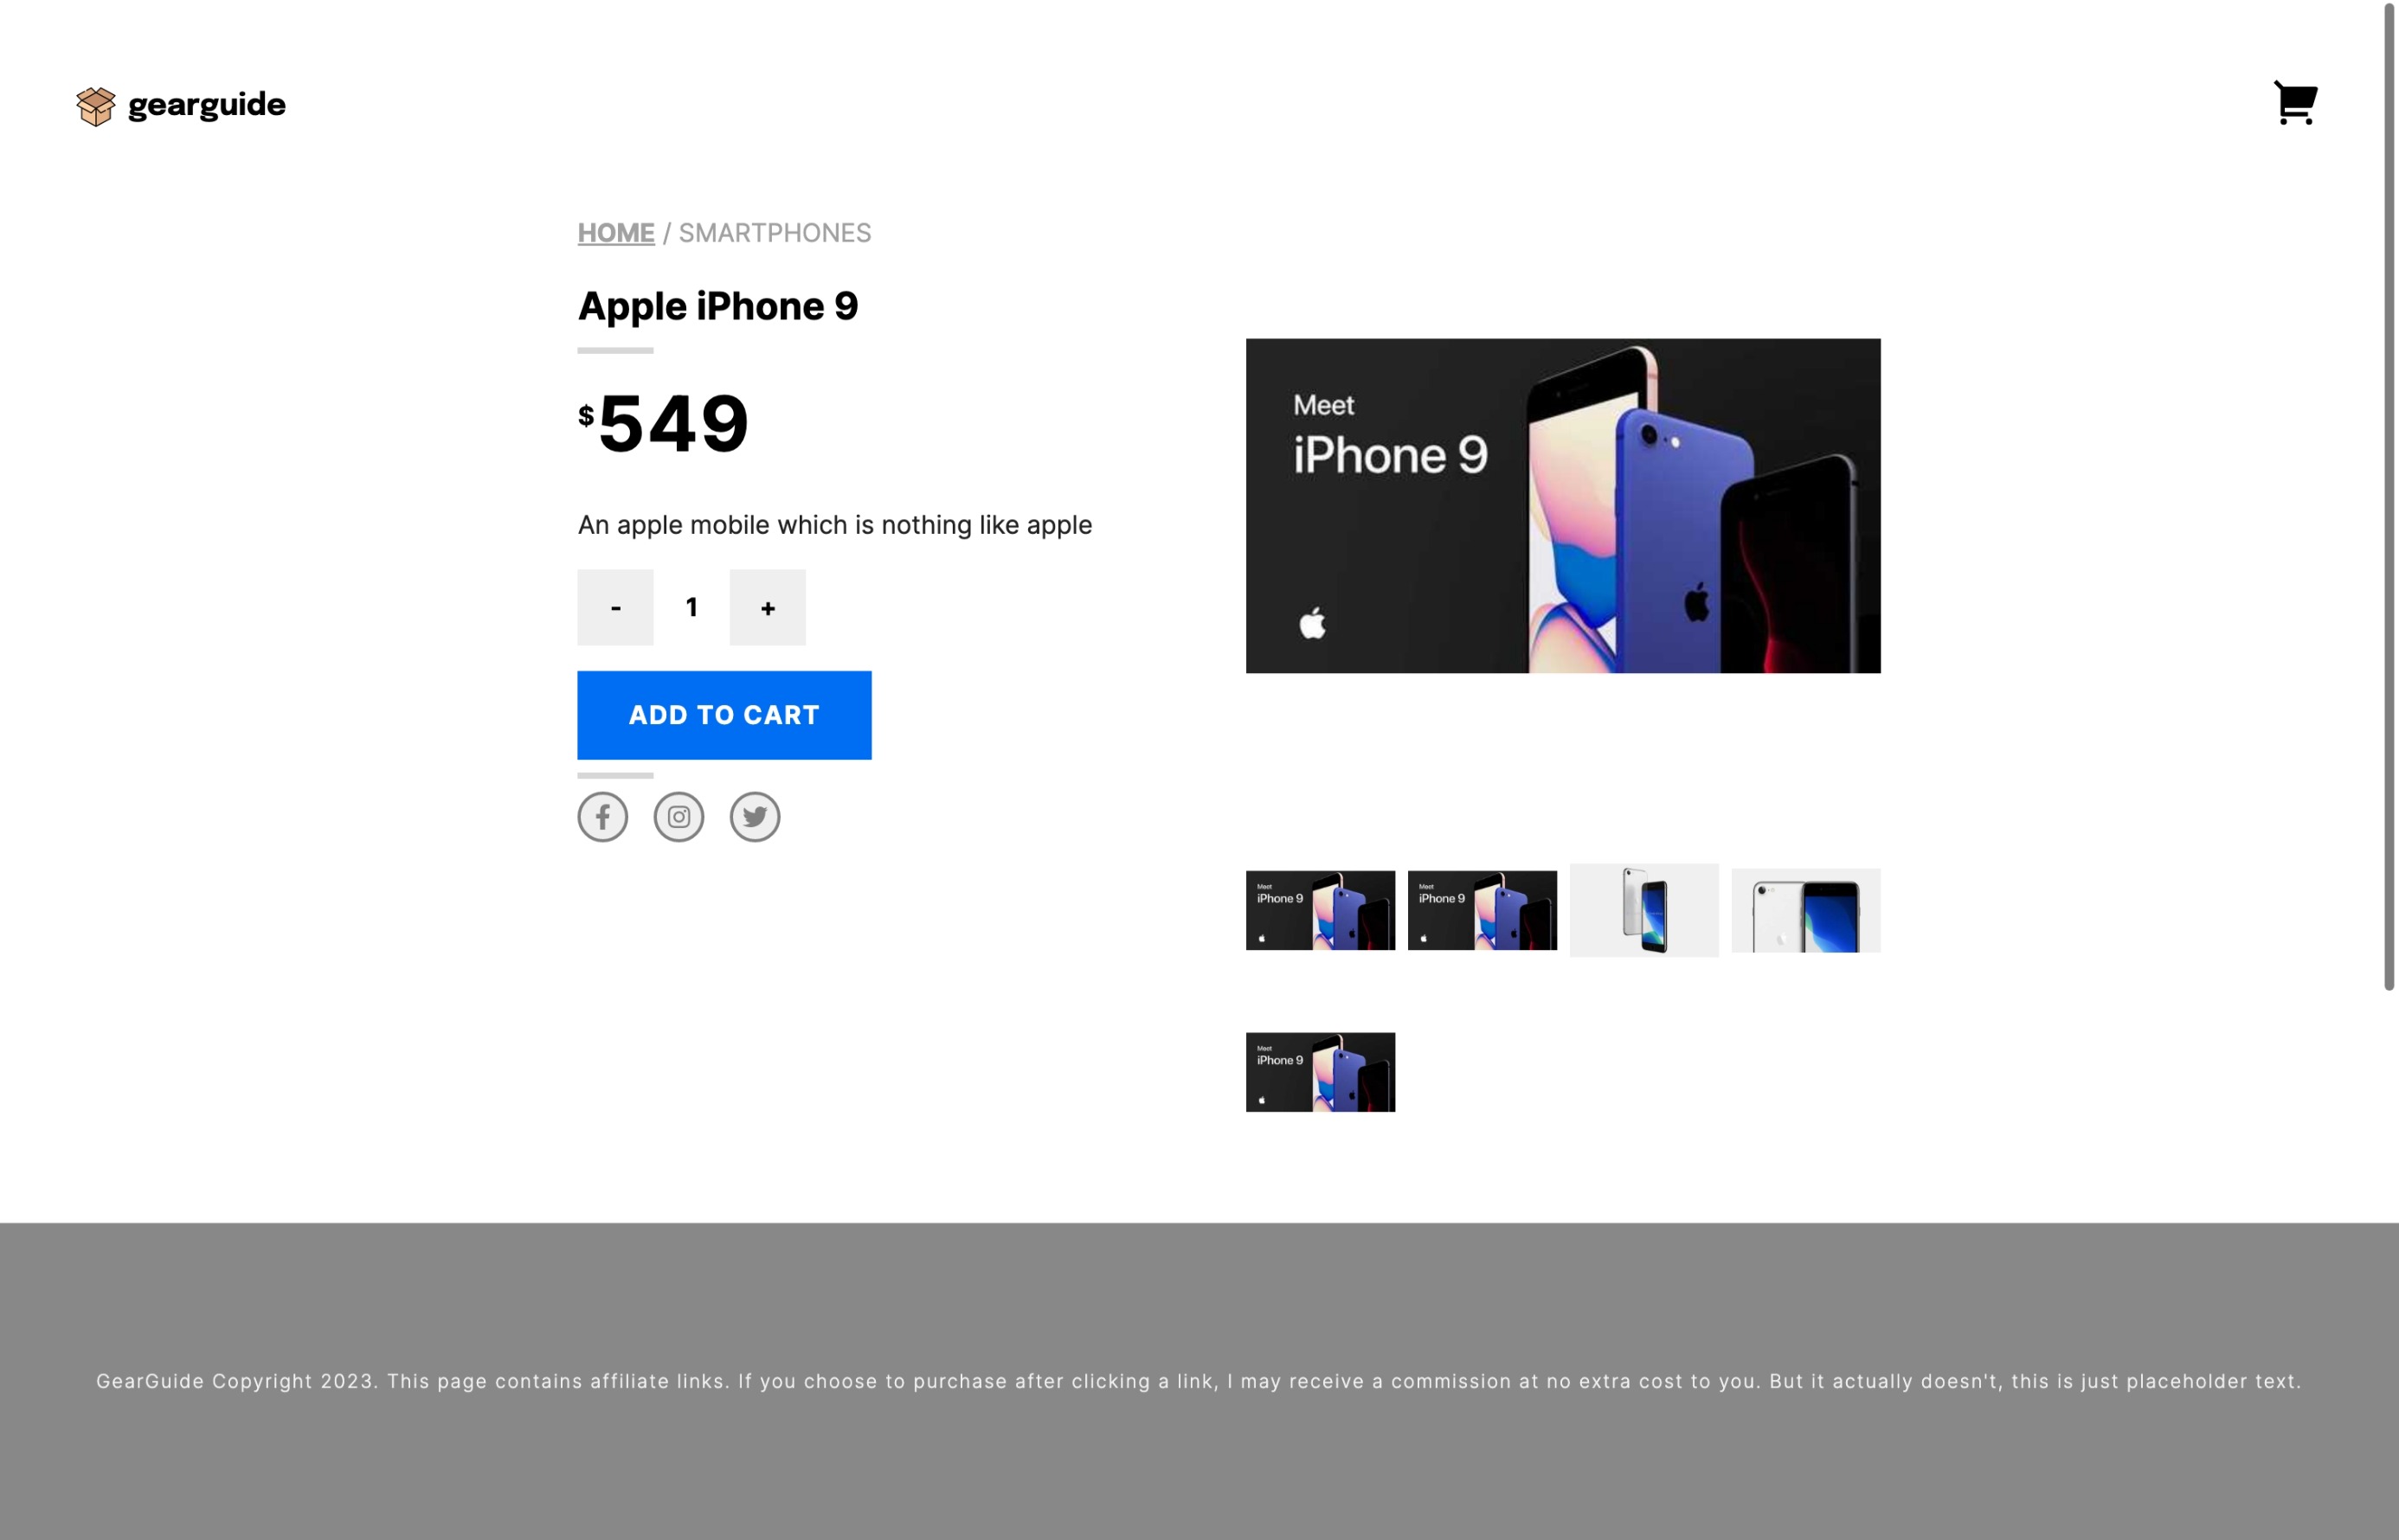 gearguide
HOME / SMARTPHONES
Apple iPhone 9
$549
An apple mobile which is nothing like apple
- 1 +
ADD TO CART
Meet
iPhone 9
Meet
iPhone 9
Meet
iPhone 9
Meet
iPhone 9
GearGuide Copyright 2023. This page contains affiliate links. If you choose to purchase after clicking a link, I may receive a commission at no extra cost to you. But it actually doesn't, this is just placeholder text.